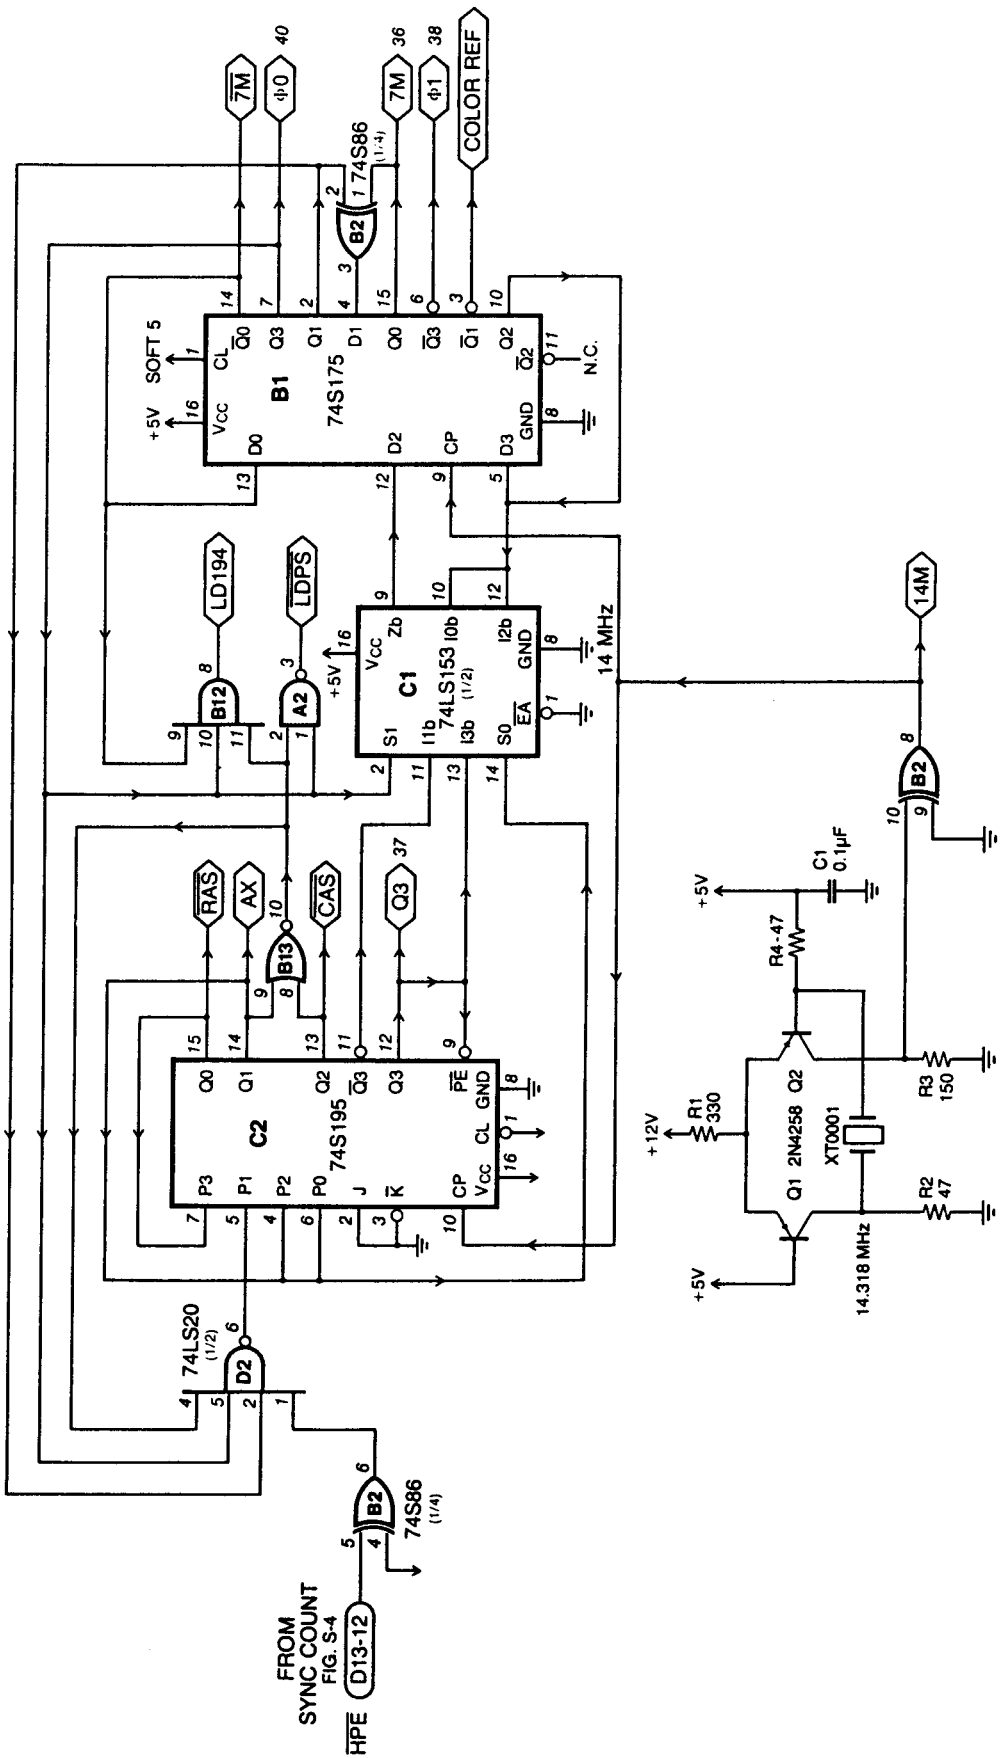 FROM
SYNC COUNT
FIG. S-4
HPE
D13-12
5
4
6
B2
74S86
(1/4)
74LS20
(1/2)
4
5
2
1
D2
6
7
5
4
6
2
3
10
P3
P1
P2
P0
J
K
CP
C2
74S195
Q0
Q1
Q2
Q3
Q3
PE
VCC
CL
GND
16
1
8
15
14
13
11
12
9
RAS
AX
CAS
Q3
37
9
8
B13
10
9
10
11
B12
8
LD194
2
1
A2
3
LDPS
+5V
16
VCC
2
11
13
14
S1
I1b
I3b
S0
C1
74LS153
(1/2)
Zb
I0b
I2b
EA
GND
1
8
9
10
12
14 MHz
+5V
SOFT 5
16
1
VCC
CL
13
12
9
5
D0
D2
CP
D3
B1
74S175
Q0
Q3
Q1
D1
Q0
Q3
Q1
Q2
GND
Q2
8
11
N.C.
14
7
2
4
15
6
3
10
3
B2
2
1
74S86
(1/4)
7M
Φ0
40
7M
36
Φ1
38
COLOR REF
+5V
+12V
R1
330
Q1
2N4258
Q2
14.318 MHz
XT0001
R2
47
R3
150
R4-47
+5V
C1
0.1µF
10
9
B2
8
14M